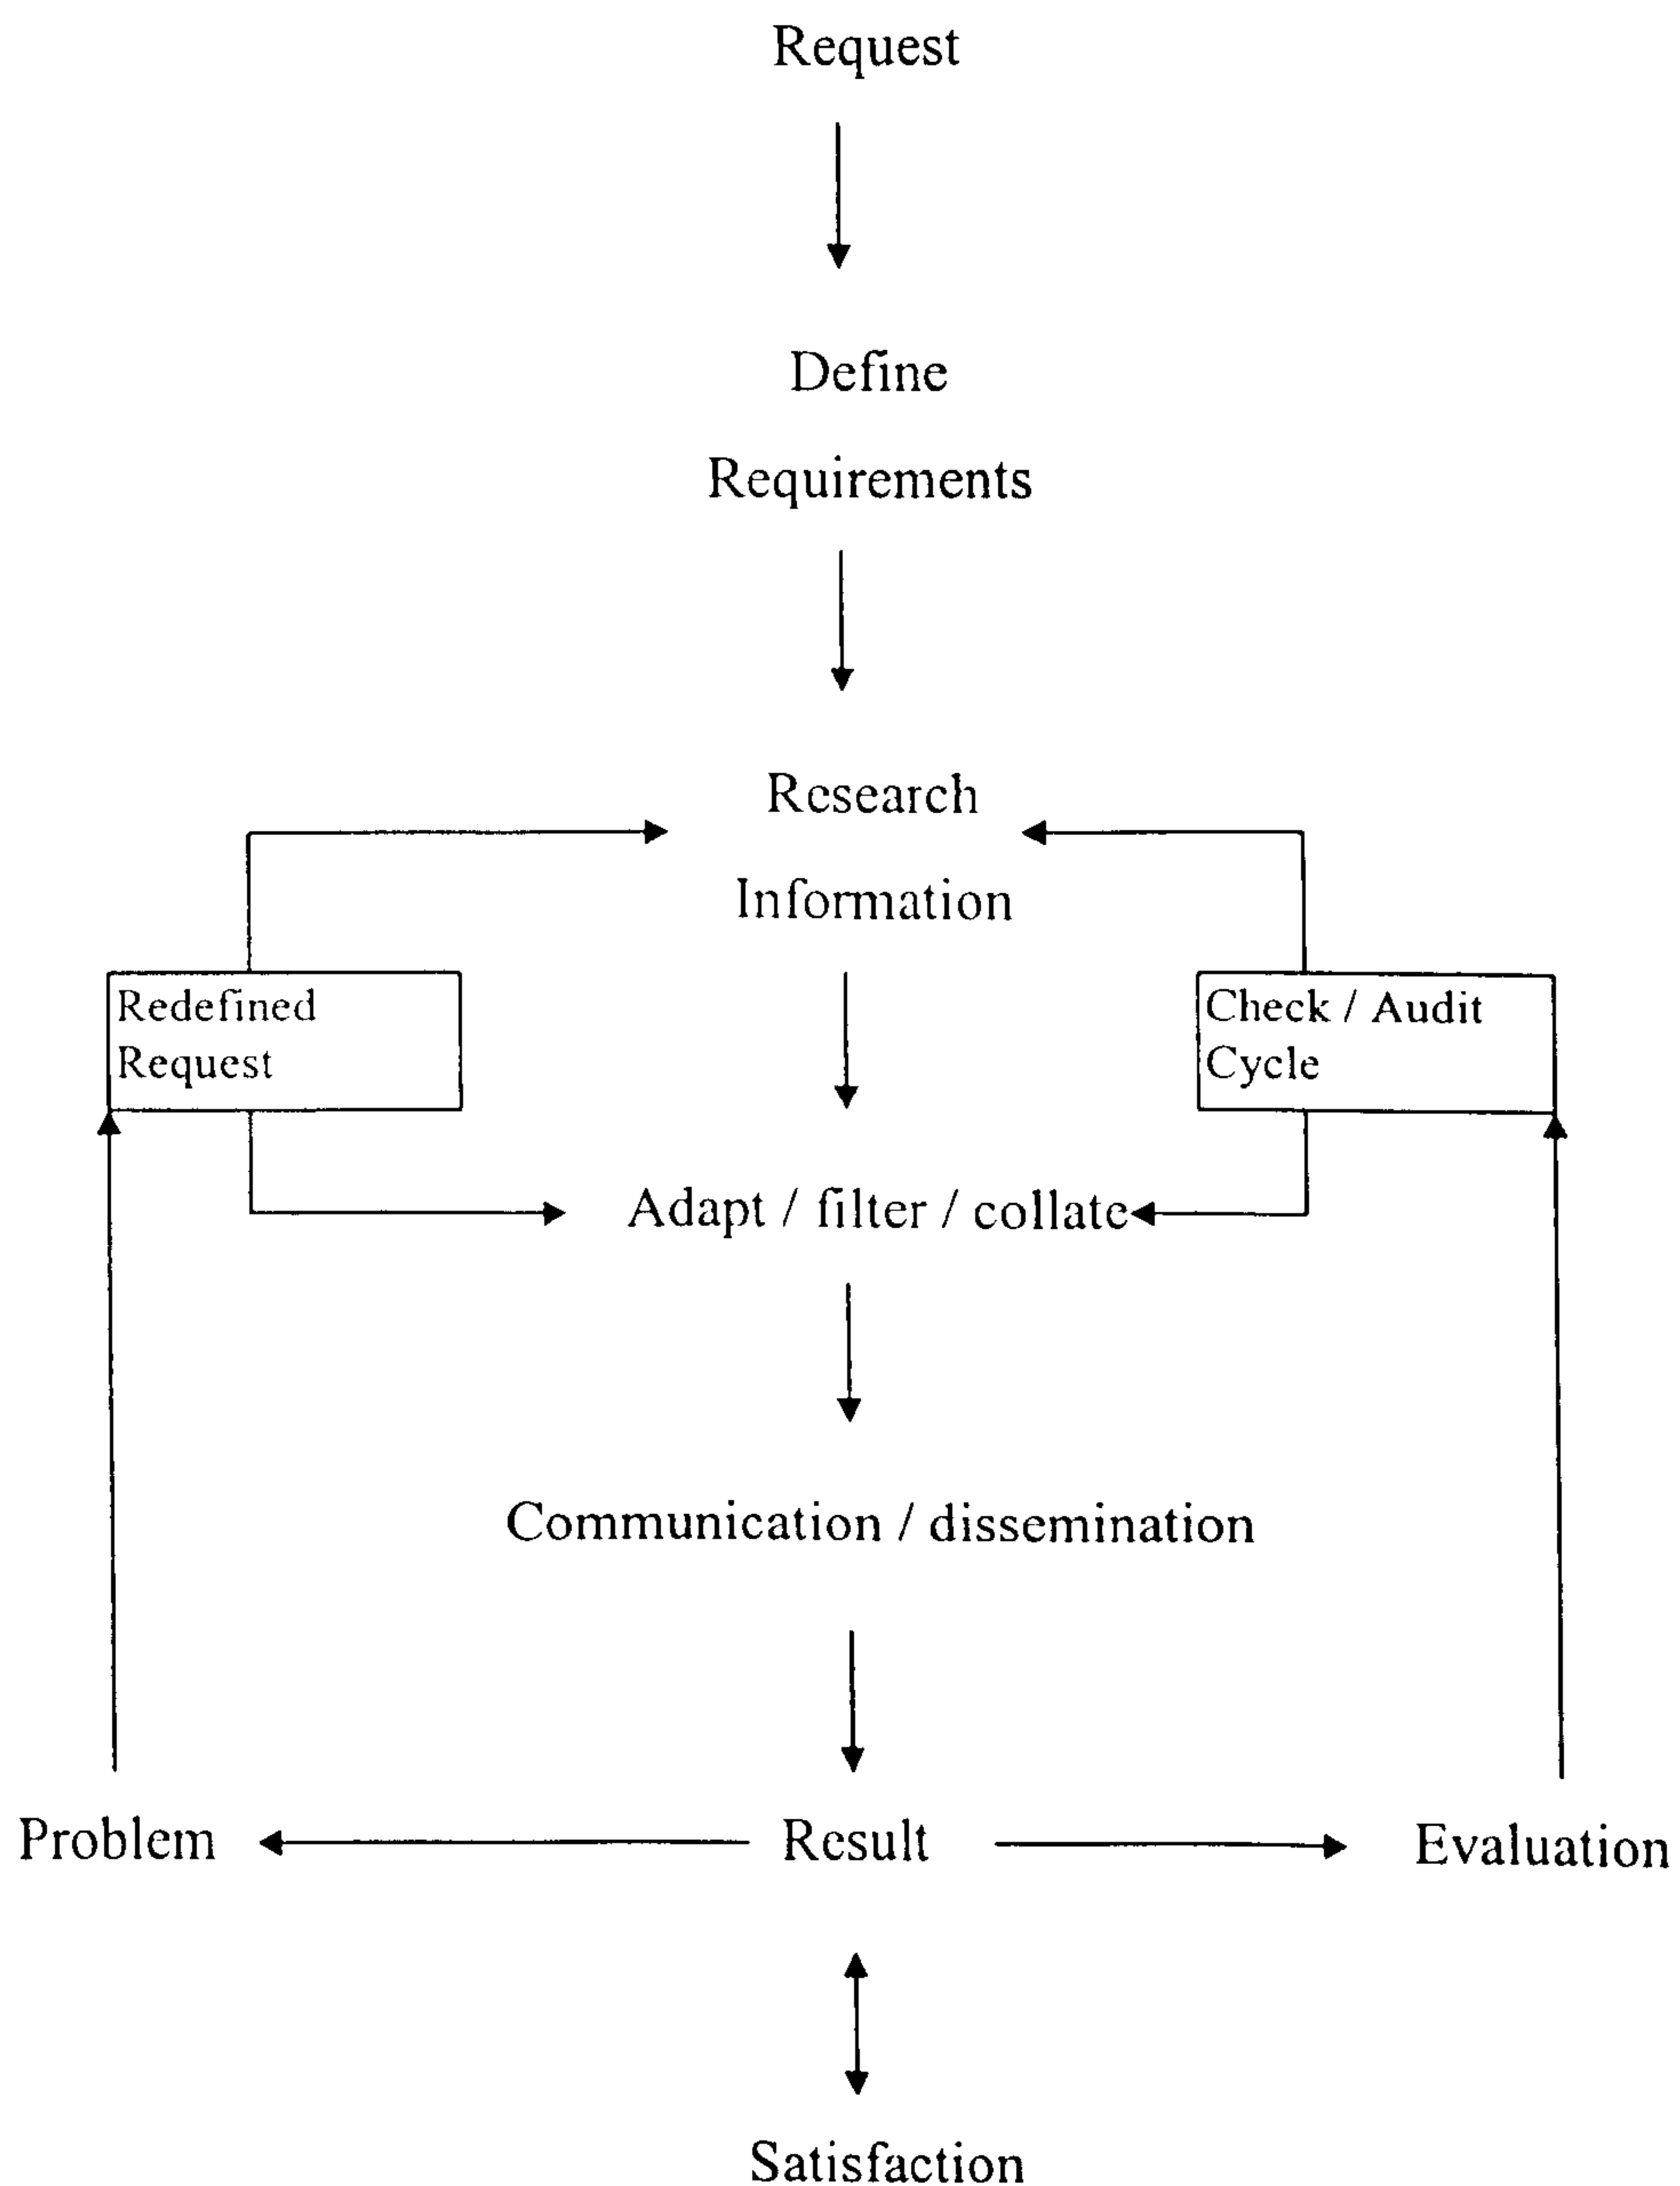 Request
Define
Requirements
Research
Information
Redefined
Request
Check / Audit
Cycle
Adapt / filter / collate
Communication / dissemination
Problem
Result
Evaluation
Satisfaction